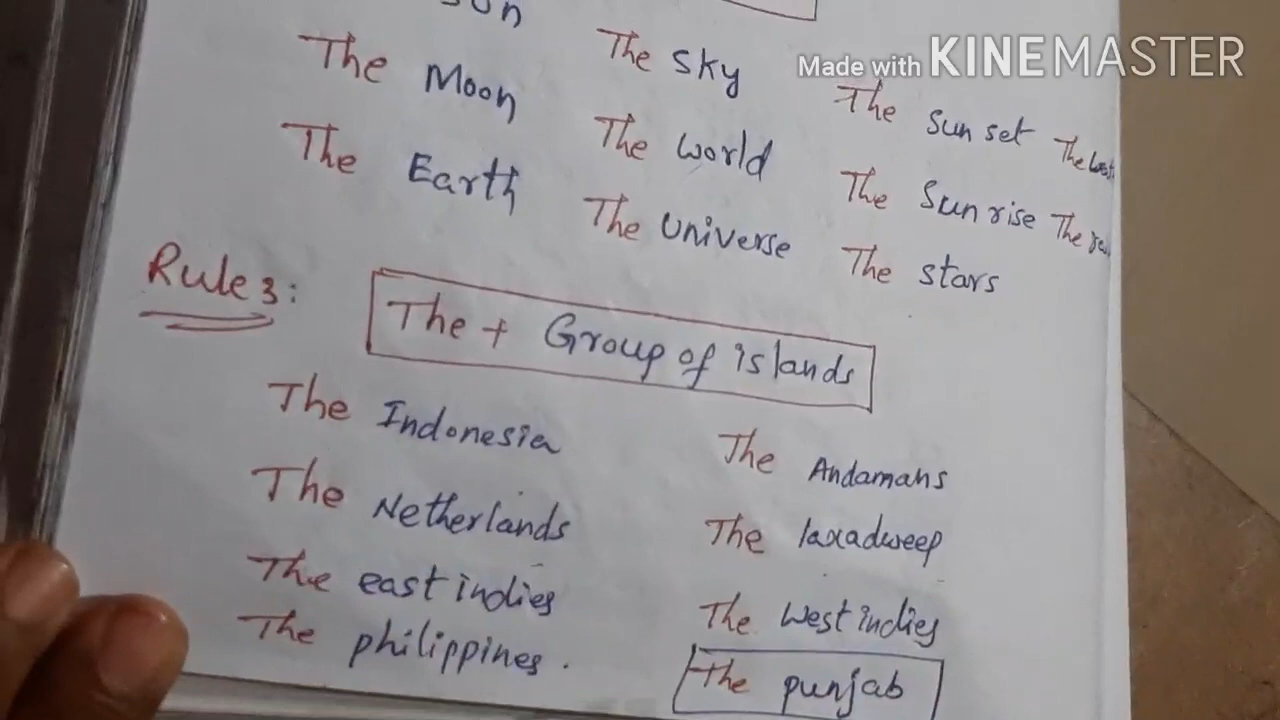 The Sky
Made with KINEMASTER
The Moon
The Sun set
The world
The Earth
The Sun rise
The Universe
The stars
Rule 3:
The + Group of islands
The Indonesia
The Andamans
The Netherlands
The laxadweep
The east indies
The West indies
The philippines.
The punjab